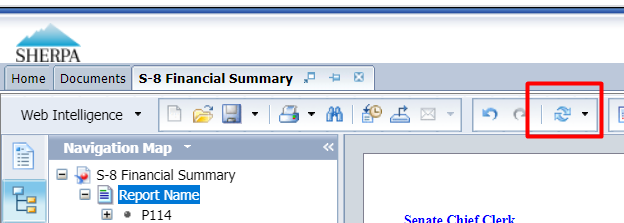 SHERPA
Home Documents S-8 Financial Summary
Web Intelligence
Navigation Map
S-8 Financial Summary
Report Name
P114
Senate Chief Clerk